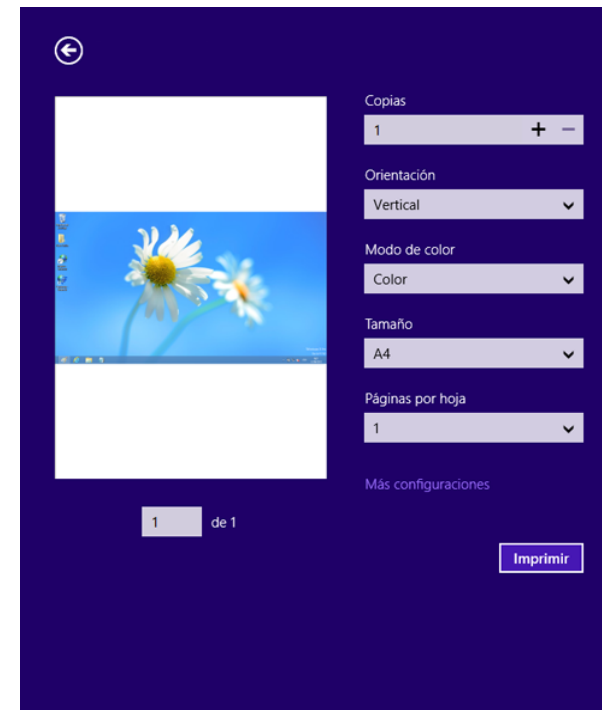 Copias
1
Orientación
Vertical
Modo de color
Color
Tamaño
A4
Páginas por hoja
1
Más configuraciones
1 de 1
Imprimir